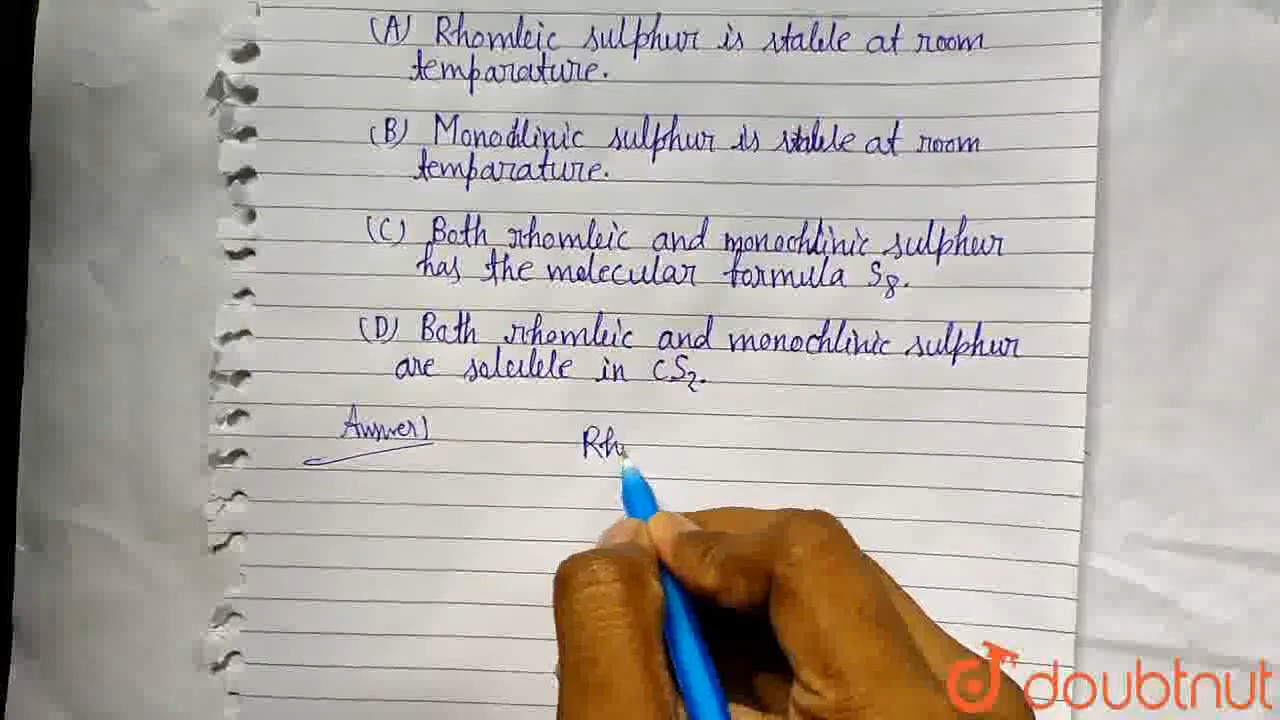 (A) Rhombic sulphur is stable at room
temparature.
(B) Monoclinic sulphur is stable at room
temparature.
(C) Both rhombic and monochlinic sulphur
has the molecular formula S₈.
(D) Both rhombic and monochlinic sulphur
are soluble in CS₂.
Answer)
Rh
doubtnut